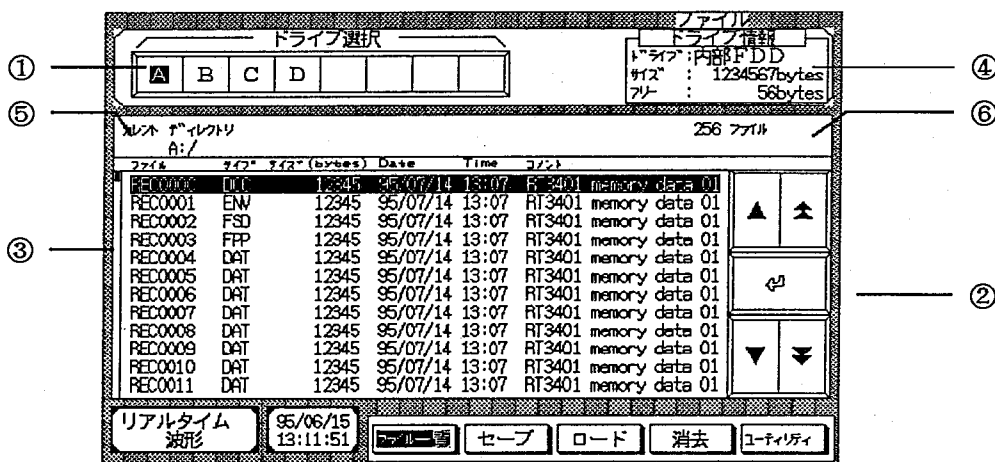 ファイル
ドライブ選択
ドライブ情報
① A B C D
ドライブ:内部FDD
サイズ : 1234567bytes ④
フリー : 56bytes
⑤ カレント ディレクトリ 256 ファイル ⑥
A:/
ファイル タイプ サイズ(bytes) Date Time コメント
REC0000 DCC 12345 95/07/14 13:07 RT3401 memory data 01
REC0001 ENV 12345 95/07/14 13:07 RT3401 memory data 01
REC0002 FSD 12345 95/07/14 13:07 RT3401 memory data 01
REC0003 FPP 12345 95/07/14 13:07 RT3401 memory data 01
③ REC0004 DAT 12345 95/07/14 13:07 RT3401 memory data 01
REC0005 DAT 12345 95/07/14 13:07 RT3401 memory data 01
REC0006 DAT 12345 95/07/14 13:07 RT3401 memory data 01 ②
REC0007 DAT 12345 95/07/14 13:07 RT3401 memory data 01
REC0008 DAT 12345 95/07/14 13:07 RT3401 memory data 01
REC0009 DAT 12345 95/07/14 13:07 RT3401 memory data 01
REC0010 DAT 12345 95/07/14 13:07 RT3401 memory data 01
REC0011 DAT 12345 95/07/14 13:07 RT3401 memory data 01
リアルタイム
波形
95/06/15
13:11:51
ファイル一覧 セーブ ロード 消去 ユーティリティ